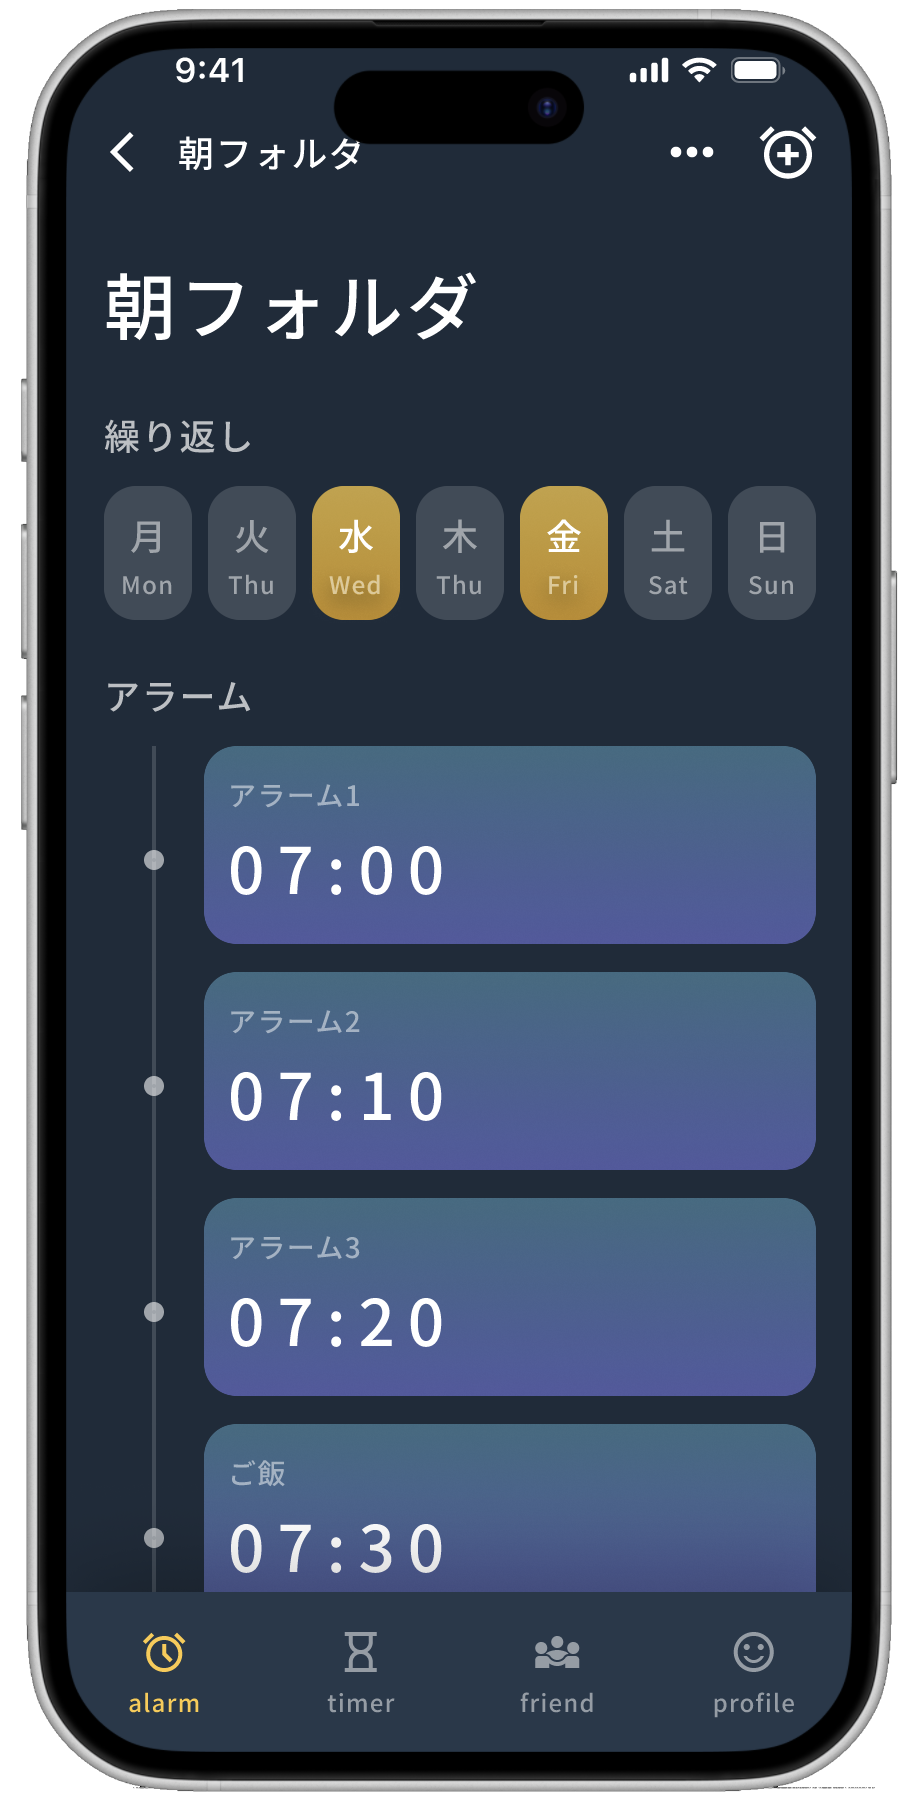 9:41
朝フォルダ
朝フォルダ
繰り返し
月 火 水 木 金 土 日
Mon Thu Wed Thu Fri Sat Sun
アラーム
アラーム1
07:00
アラーム2
07:10
アラーム3
07:20
ご飯
07:30
alarm timer friend profile